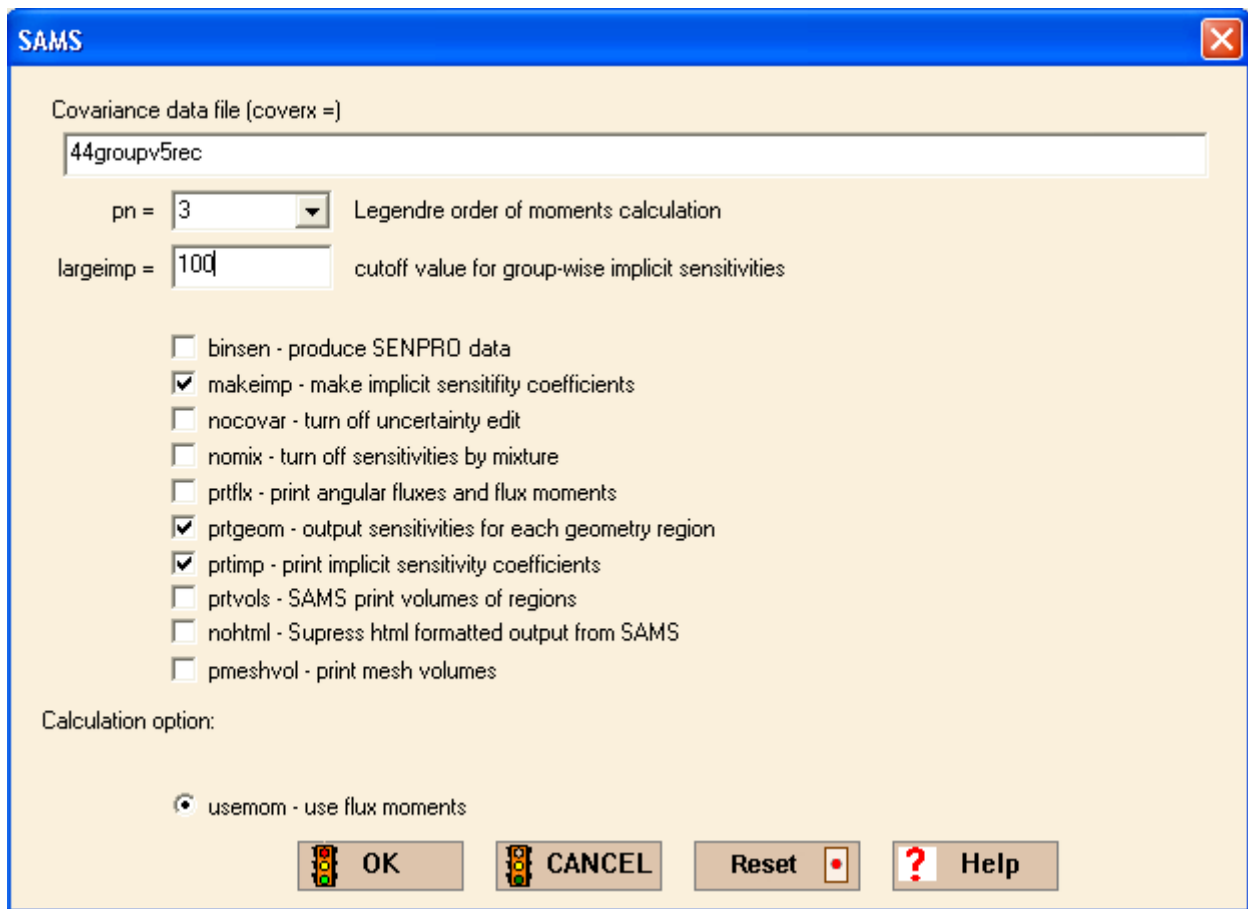 SAMS
Covariance data file (coverx =)
44groupv5rec
pn = 3 Legendre order of moments calculation
largeimp = 100 cutoff value for group-wise implicit sensitivities
binsen - produce SENPRO data
makeimp - make implicit sensitifity coefficients
nocovar - turn off uncertainty edit
nomix - turn off sensitivities by mixture
prtflx - print angular fluxes and flux moments
prtgeom - output sensitivities for each geometry region
prtimp - print implicit sensitivity coefficients
prtvols - SAMS print volumes of regions
nohtml - Supress html formatted output from SAMS
pmeshvol - print mesh volumes
Calculation option:
usemom - use flux moments
OK CANCEL Reset ? Help